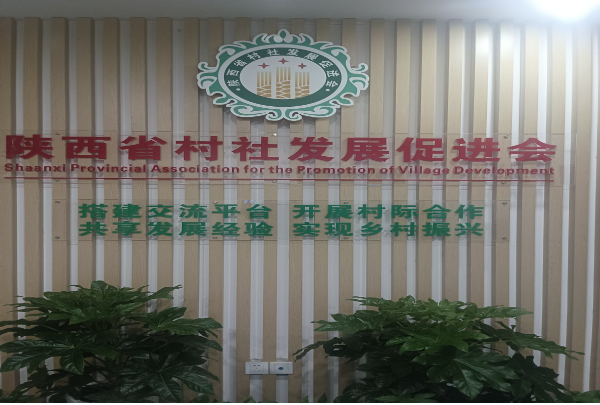 陕西省村社发展促进会
陕西省村社发展促进会
Shaanxi Provincial Association for the Promotion of Village Development
搭建交流平台 开展村际合作
共享发展经验 实现乡村振兴